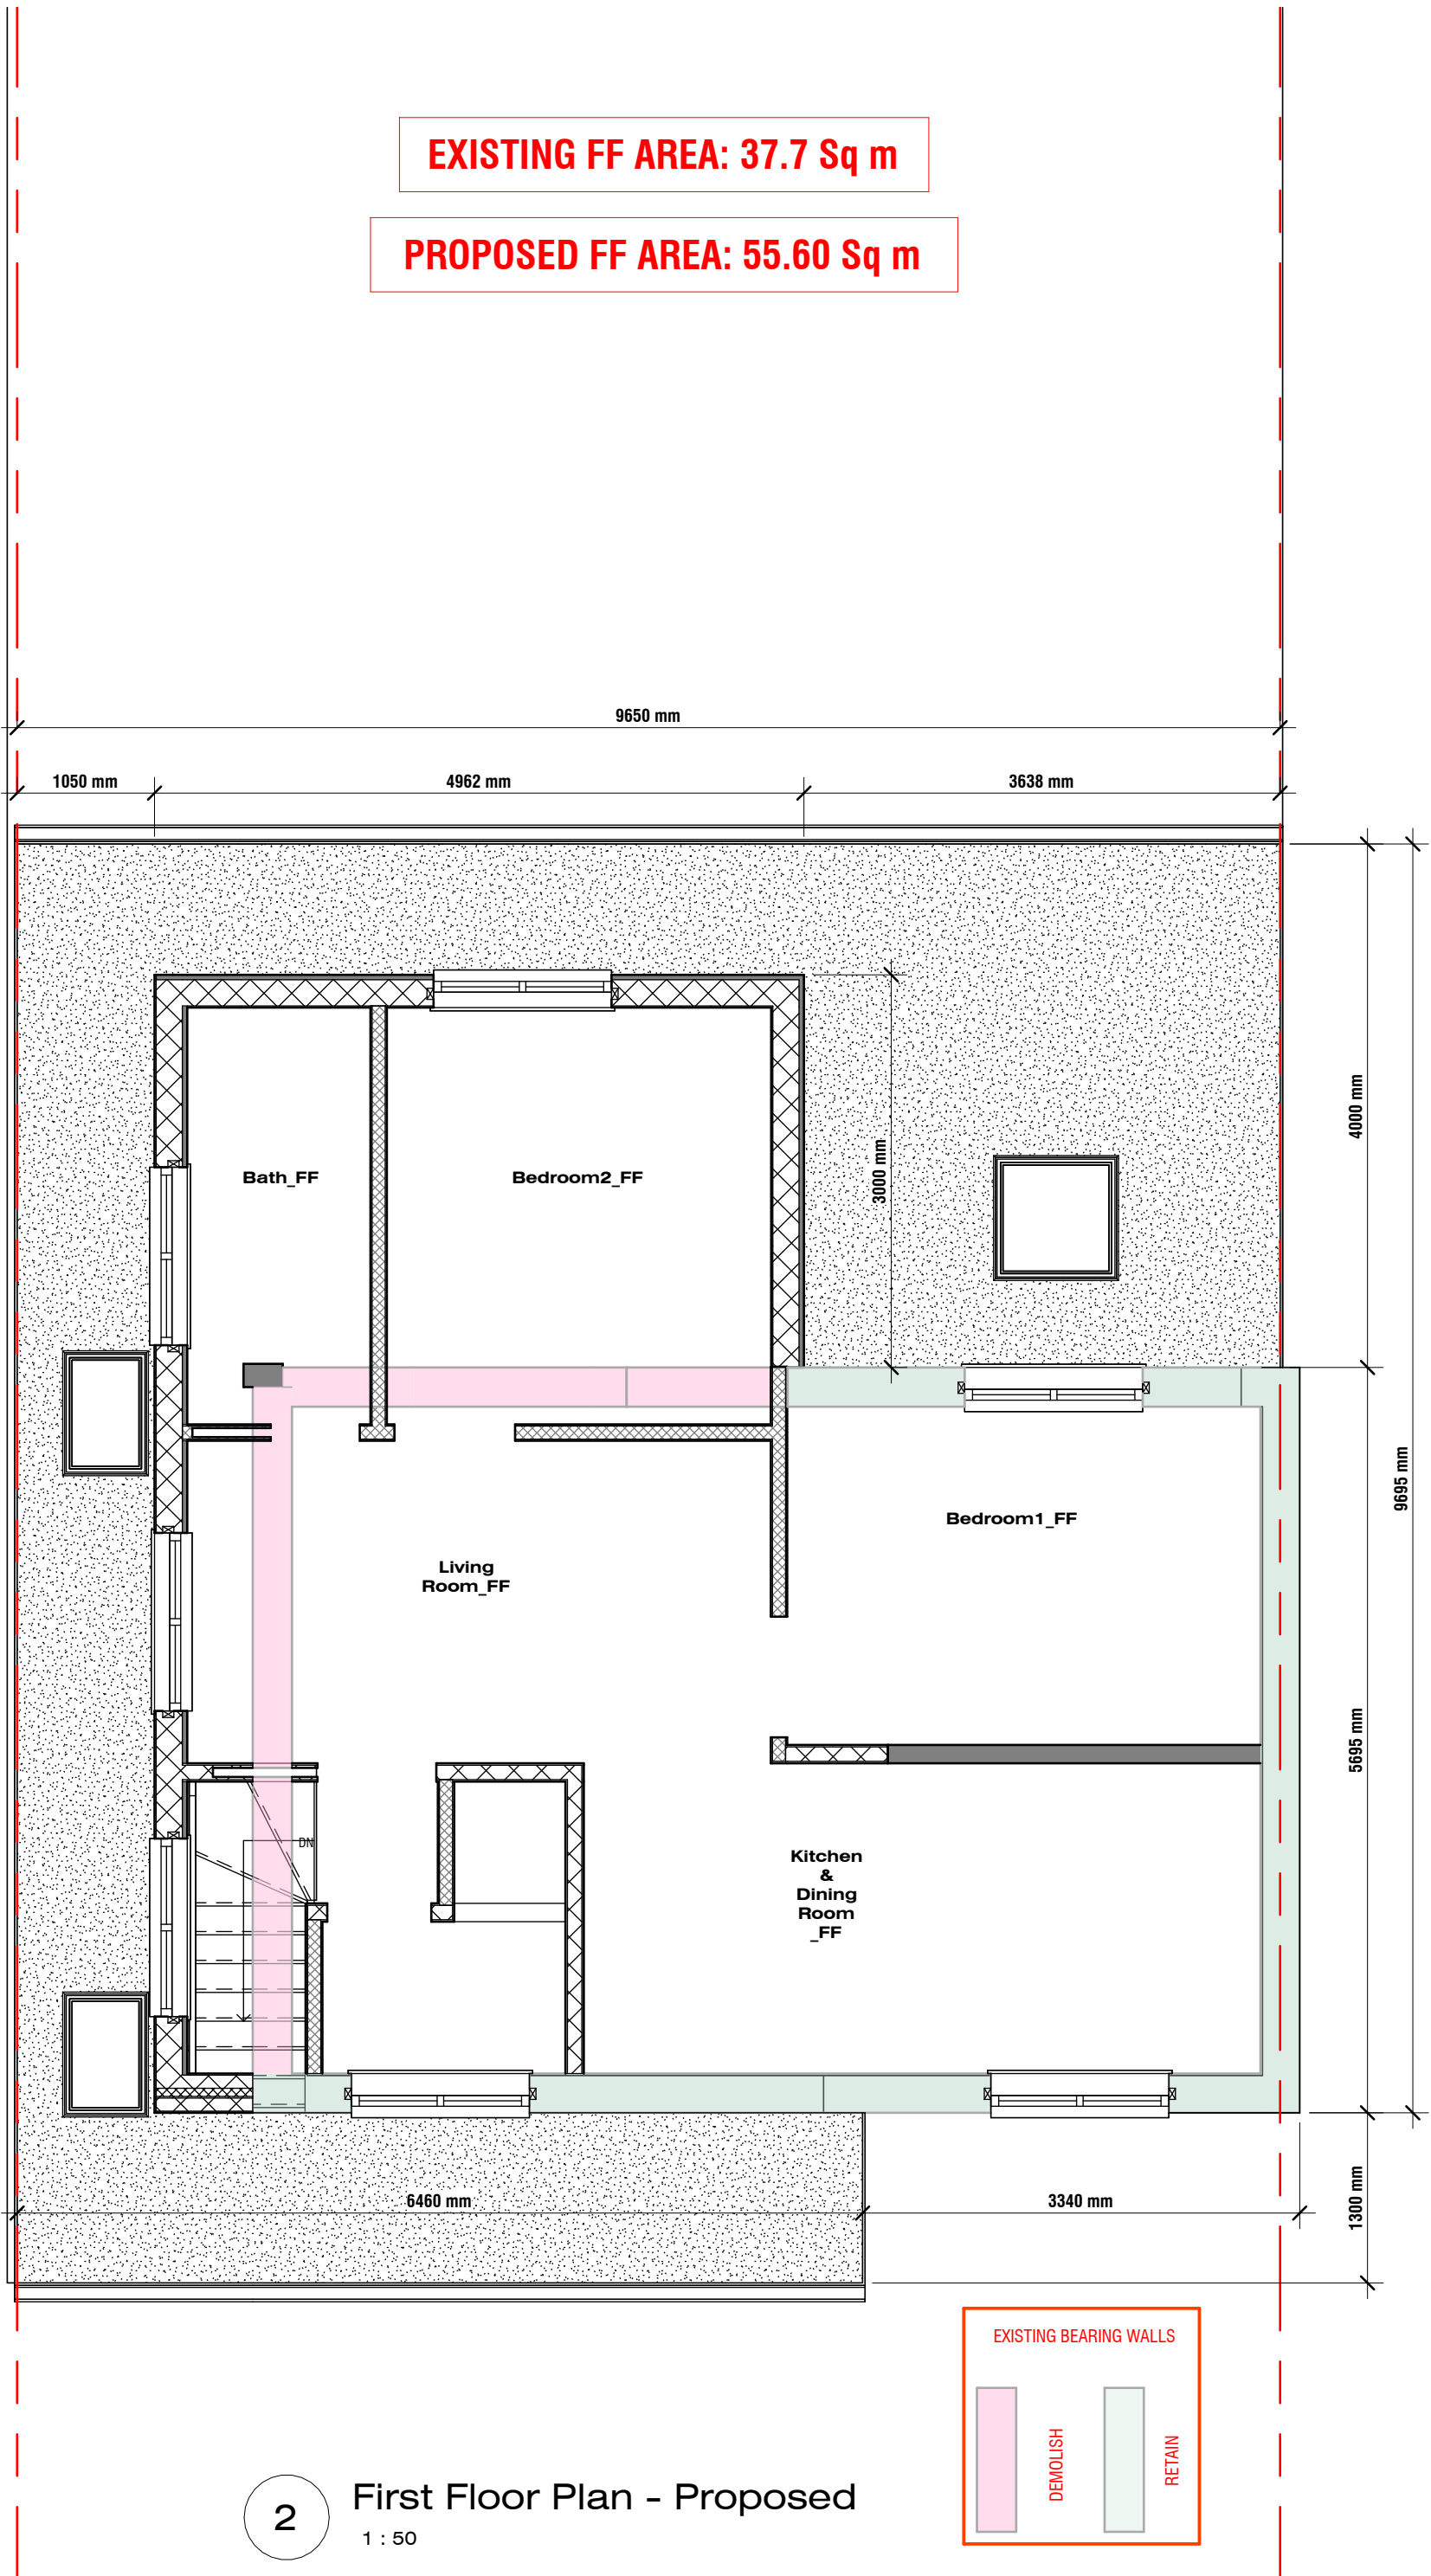 EXISTING FF AREA: 37.7 Sq m
PROPOSED FF AREA: 55.60 Sq m
9650 mm
1050 mm
4962 mm
3638 mm
4000 mm
3000 mm
Bath_FF
Bedroom2_FF
9695 mm
Bedroom1_FF
Living
Room_FF
5695 mm
DN
Kitchen
&
Dining
Room
_FF
6460 mm
3340 mm
1300 mm
EXISTING BEARING WALLS
DEMOLISH
RETAIN
2
First Floor Plan - Proposed
1 : 50